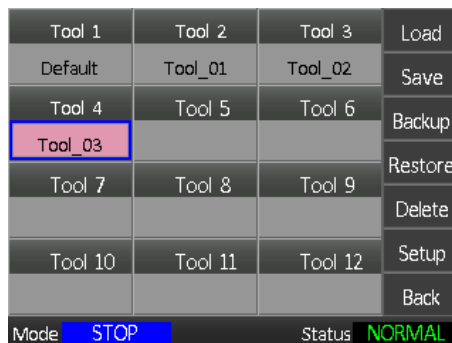 Tool 1 Tool 2 Tool 3 Load
Default Tool_01 Tool_02 Save
Tool 4 Tool 5 Tool 6 Backup
Tool_03 Restore
Tool 7 Tool 8 Tool 9 Delete
Tool 10 Tool 11 Tool 12 Setup
Back
Mode STOP Status NORMAL